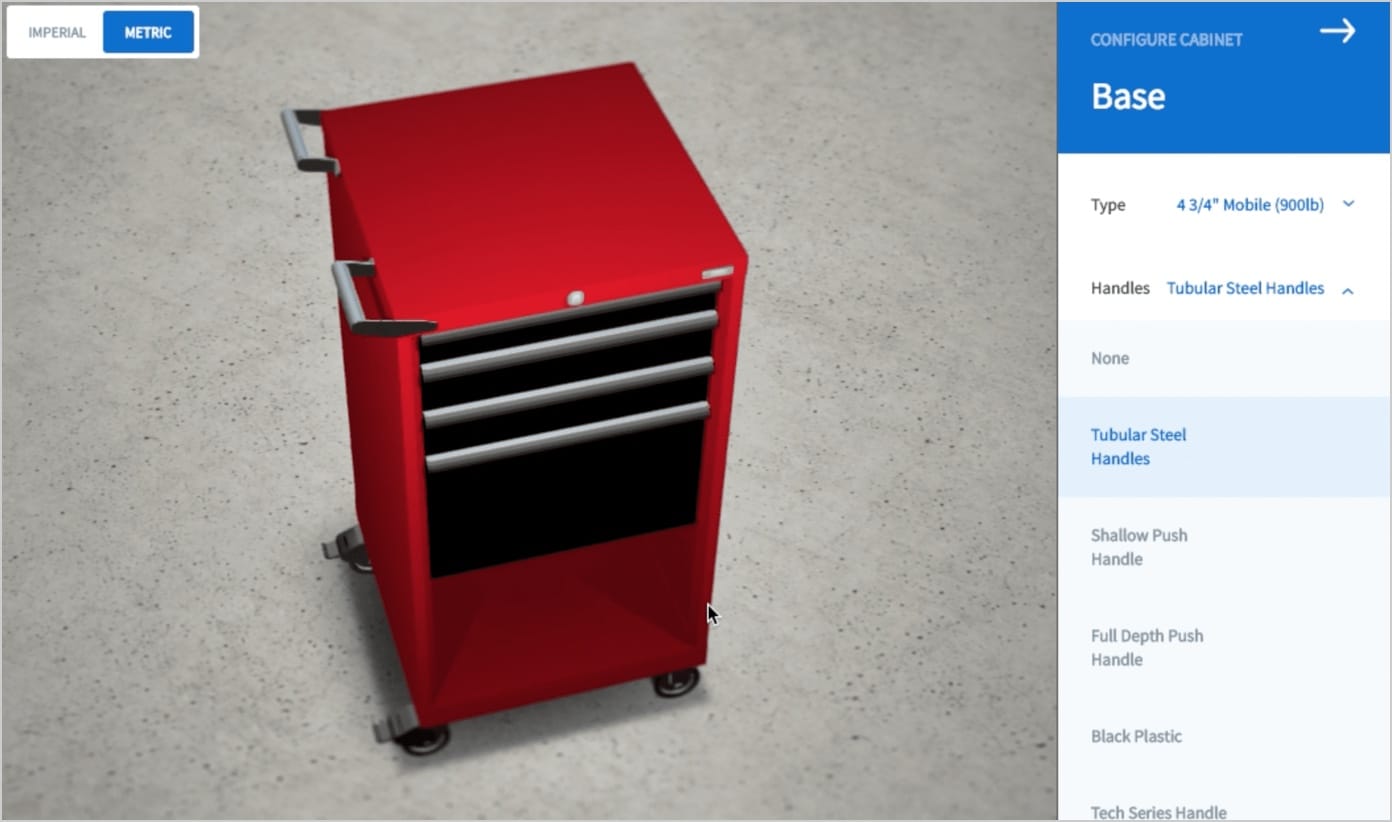 IMPERIAL
METRIC
CONFIGURE CABINET
Base
Type 4 3/4" Mobile (900lb)
Handles Tubular Steel Handles
None
Tubular Steel
Handles
Shallow Push
Handle
Full Depth Push
Handle
Black Plastic
Tech Series Handle